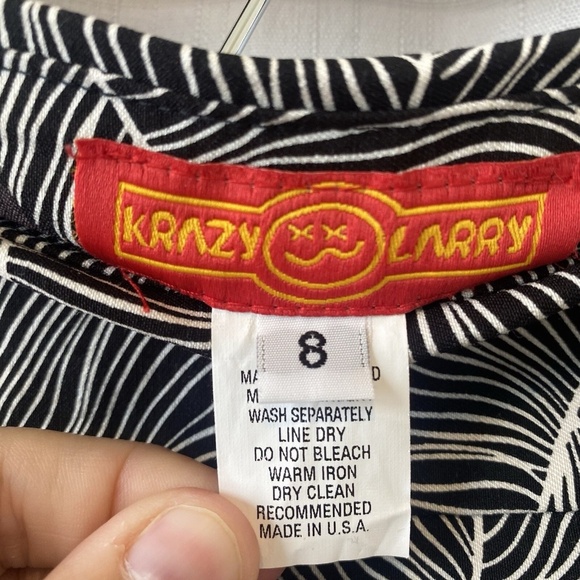 KRAZY LARRY
8
WASH SEPARATELY
LINE DRY
DO NOT BLEACH
WARM IRON
DRY CLEAN
RECOMMENDED
MADE IN U.S.A.